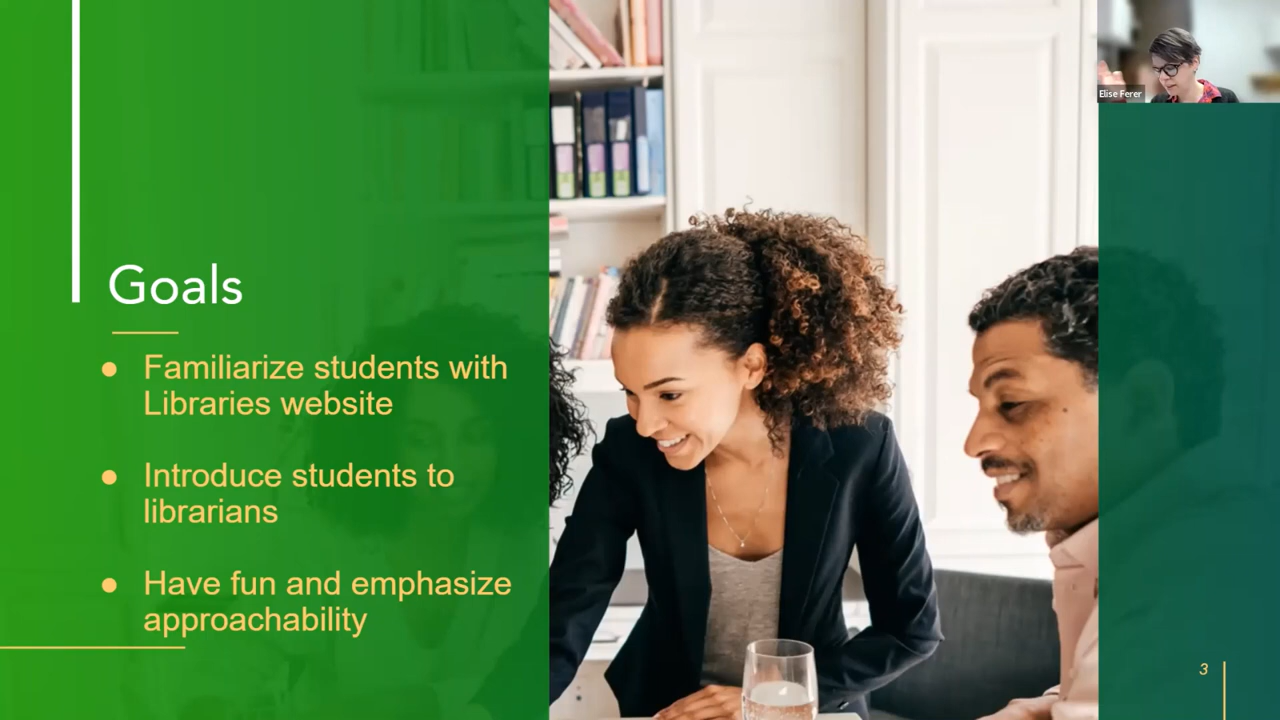 Elise Ferer
Goals
● Familiarize students with
Libraries website
● Introduce students to
librarians
● Have fun and emphasize
approachability
3